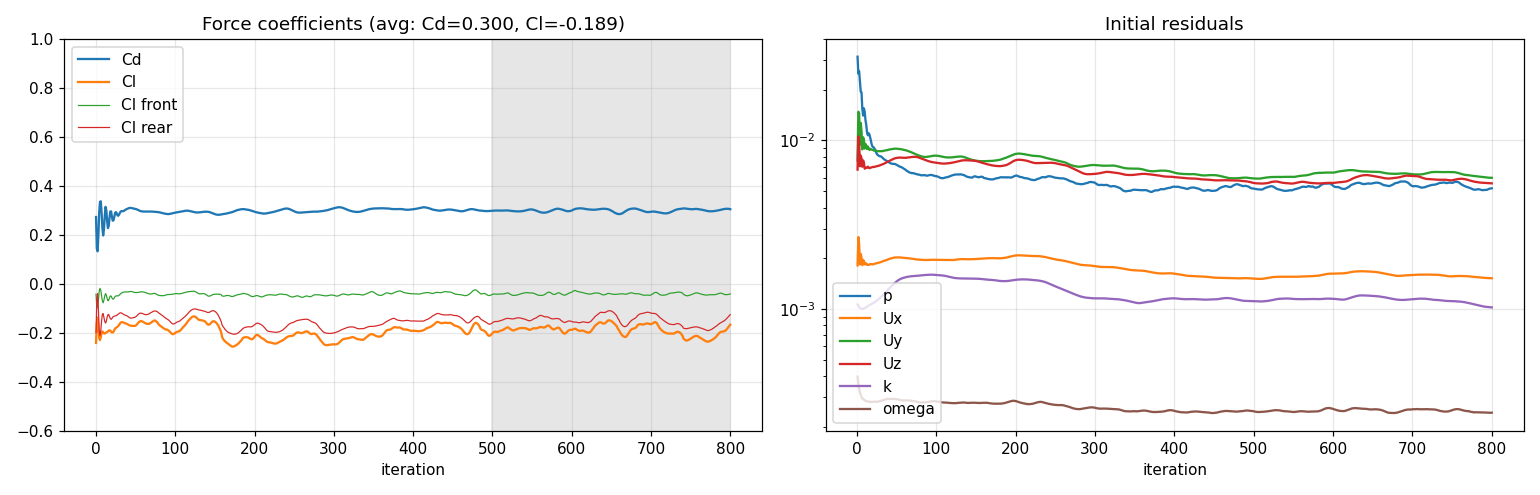 Force coefficients (avg: Cd=0.300, Cl=-0.189)
1.0
0.8
0.6
0.4
0.2
0.0
−0.2
−0.4
−0.6
Cd
Cl
Cl front
Cl rear
0 100 200 300 400 500 600 700 800
iteration
Initial residuals
10−2
10−3
p
Ux
Uy
Uz
k
omega
0 100 200 300 400 500 600 700 800
iteration